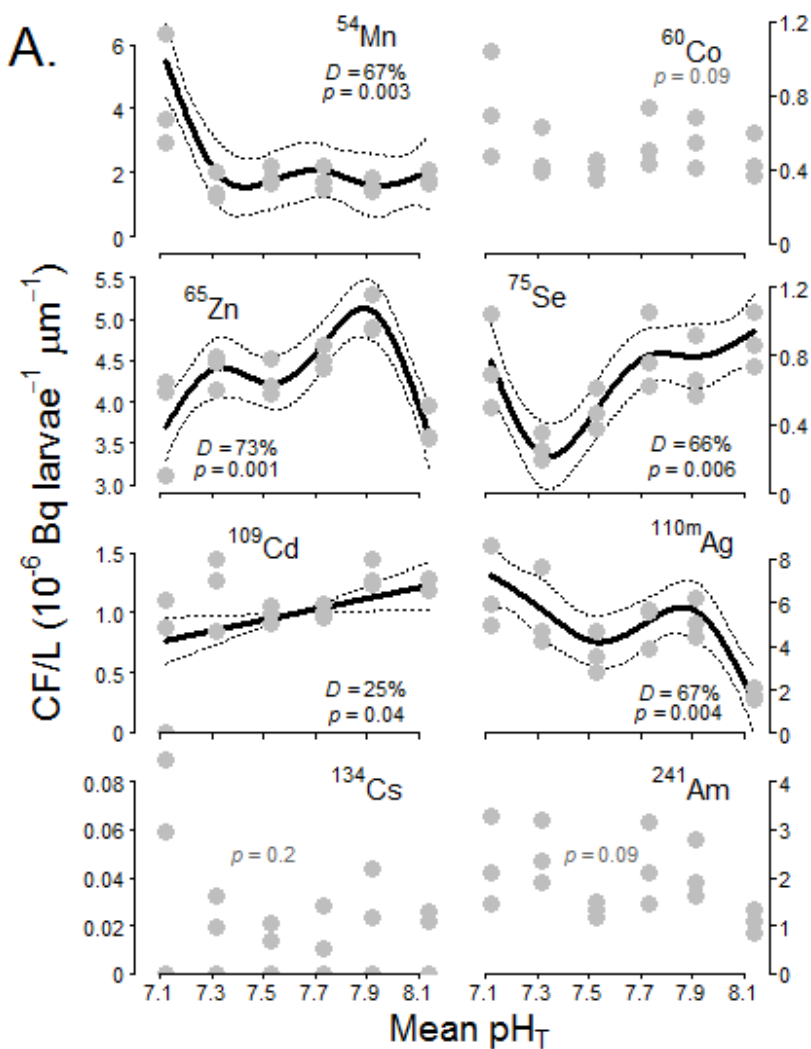 A.
54Mn
D = 67%
p = 0.003
6
4
2
0
60Co
p = 0.09
1.2
0.8
0.4
0
65Zn
D = 73%
p = 0.001
5.5
5.0
4.5
4.0
3.5
3.0
75Se
D = 66%
p = 0.006
1.2
0.8
0.4
0
CF/L (10-6 Bq larvae-1 μm-1)
109Cd
D = 25%
p = 0.04
1.5
1.0
0.5
0
110mAg
D = 67%
p = 0.004
8
6
4
2
0
134Cs
p = 0.2
0.08
0.06
0.04
0.02
0
241Am
p = 0.09
4
3
2
1
0
7.1 7.3 7.5 7.7 7.9 8.1 7.1 7.3 7.5 7.7 7.9 8.1
Mean pHT